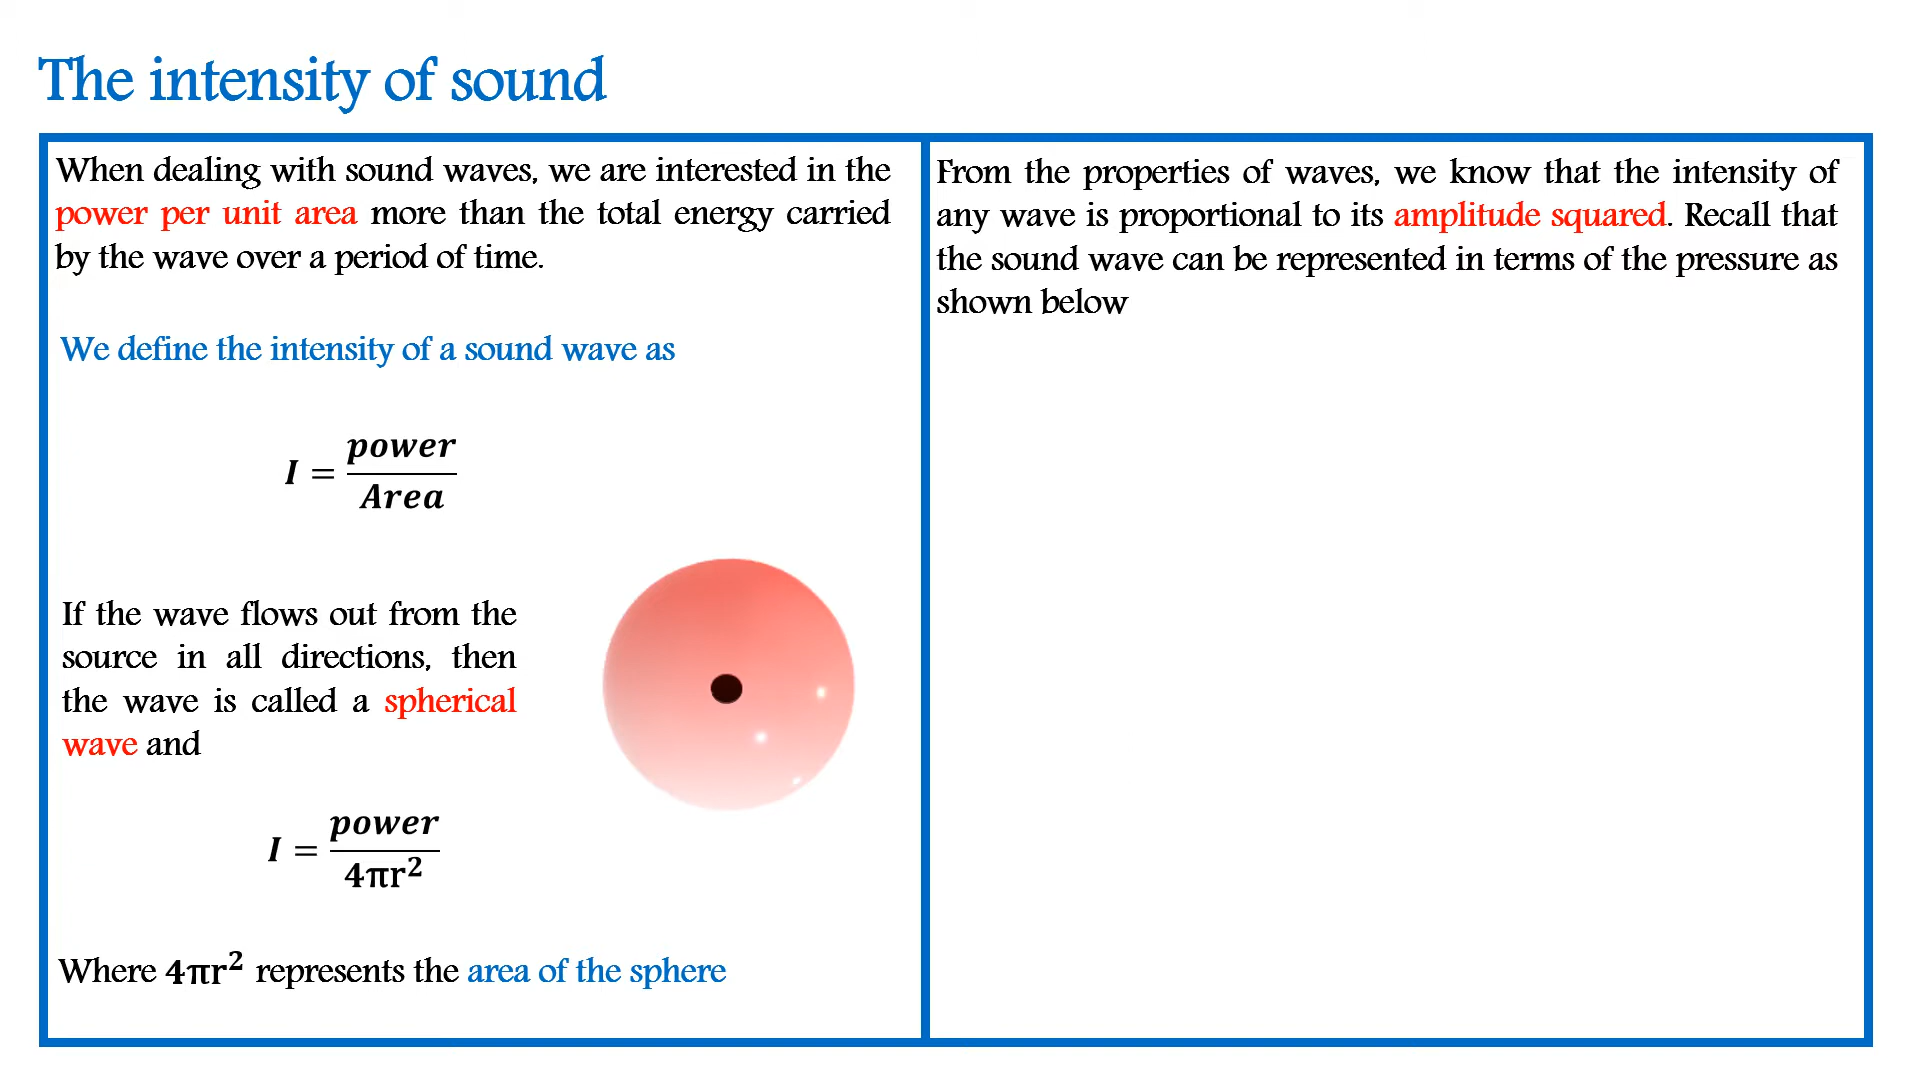 The intensity of sound
When dealing with sound waves, we are interested in the
power per unit area more than the total energy carried
by the wave over a period of time.
We define the intensity of a sound wave as
I = power / Area
If the wave flows out from the
source in all directions, then
the wave is called a spherical
wave and
I = power / 4πr²
Where 4πr² represents the area of the sphere
From the properties of waves, we know that the intensity of
any wave is proportional to its amplitude squared. Recall that
the sound wave can be represented in terms of the pressure as
shown below